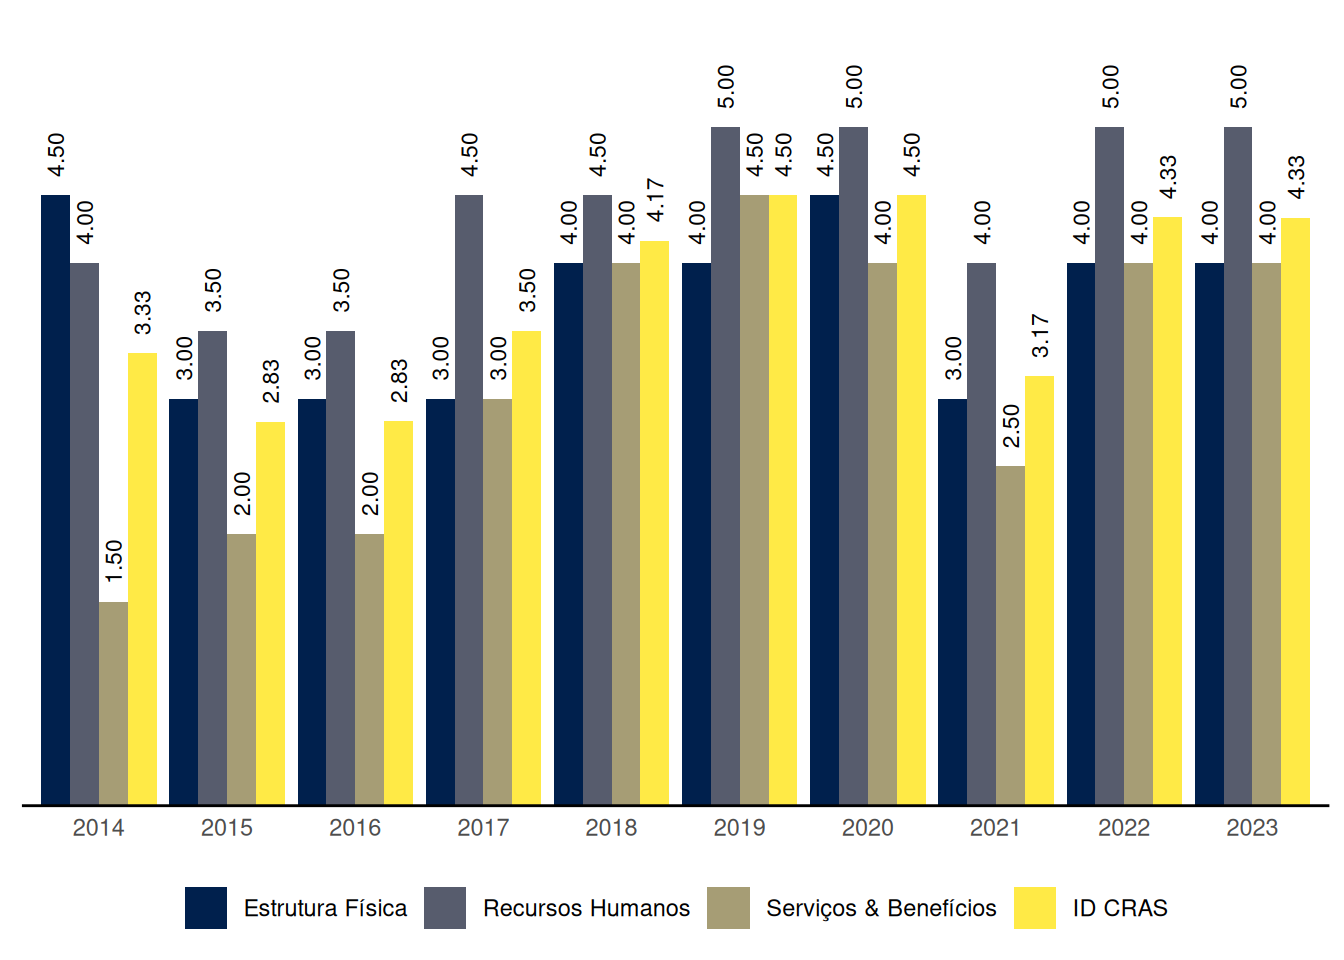 5.00 5.00 5.00 5.00
4.50 4.50 4.50 4.50 4.50 4.50 4.50 4.33 4.33
4.00 4.00 4.00 4.17 4.00 4.00 4.00 4.00 4.00 4.00 4.00
3.33 3.50 3.50 3.50 3.17
3.00 2.83 3.00 2.83 3.00 3.00 3.00
2.00 2.00 2.50
1.50
2014 2015 2016 2017 2018 2019 2020 2021 2022 2023
Estrutura Física Recursos Humanos Serviços & Benefícios ID CRAS